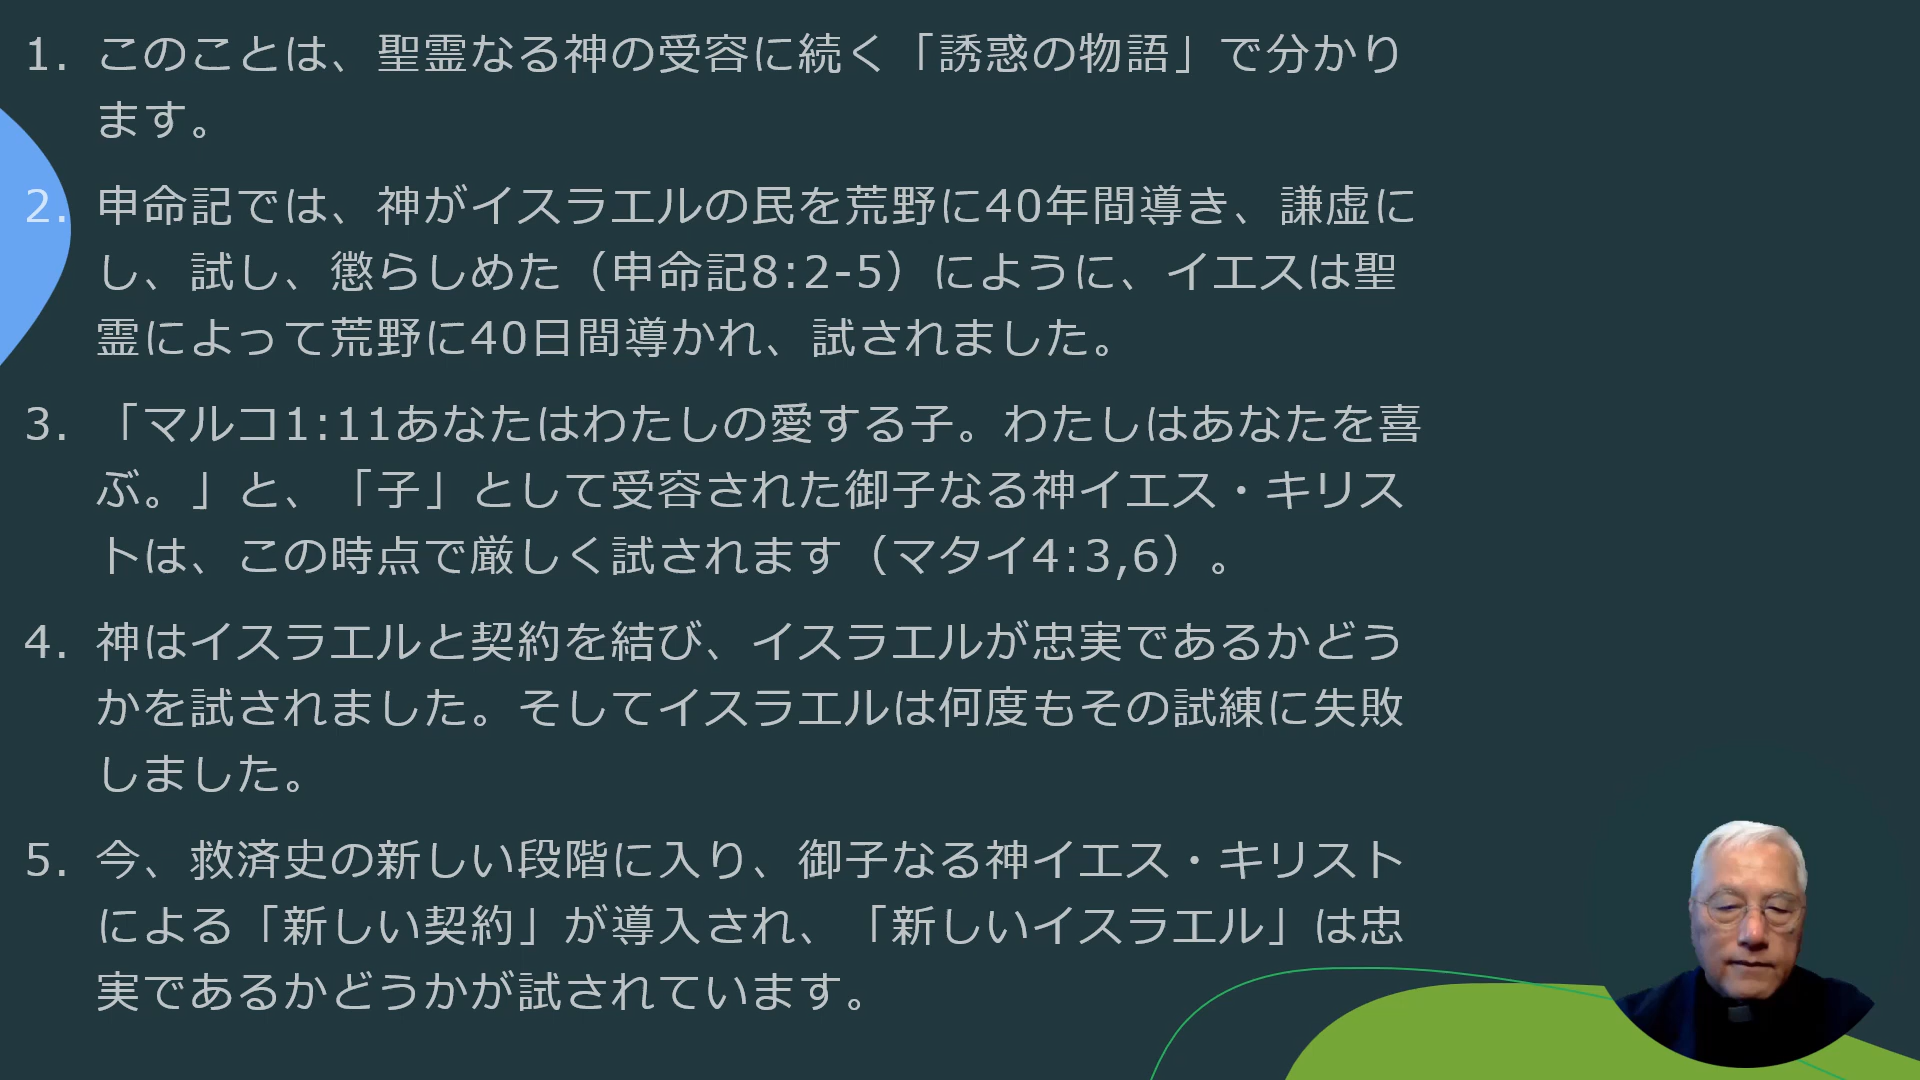 1. このことは、聖霊なる神の受容に続く「誘惑の物語」で分かり
ます。
2. 申命記では、神がイスラエルの民を荒野に40年間導き、謙虚に
し、試し、懲らしめた（申命記8:2-5）にように、イエスは聖
霊によって荒野に40日間導かれ、試されました。
3. 「マルコ1:11あなたはわたしの愛する子。わたしはあなたを喜
ぶ。」と、「子」として受容された御子なる神イエス・キリス
トは、この時点で厳しく試されます（マタイ4:3,6）。
4. 神はイスラエルと契約を結び、イスラエルが忠実であるかどう
かを試されました。そしてイスラエルは何度もその試練に失敗
しました。
5. 今、救済史の新しい段階に入り、御子なる神イエス・キリスト
による「新しい契約」が導入され、「新しいイスラエル」は忠
実であるかどうかが試されています。